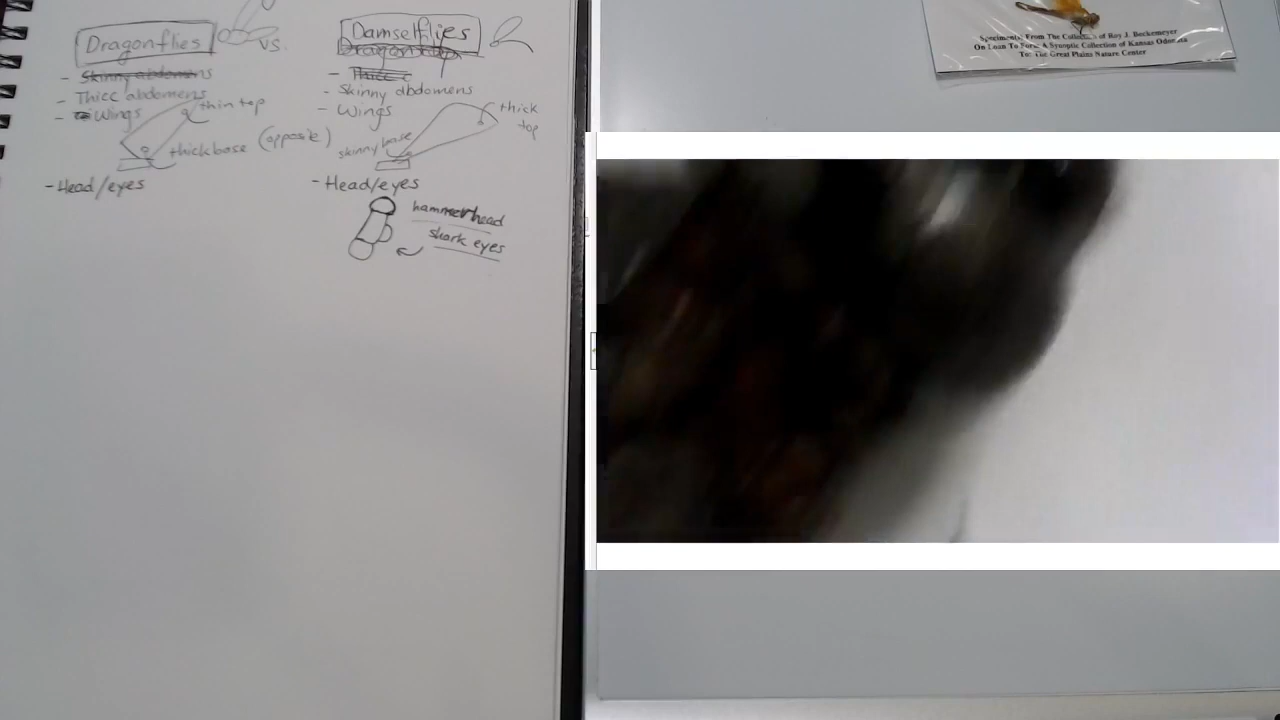 Dragonflies
vs.
- Skinny abdomens
- Thicc abdomens
- Wings
thin top
thick base (opposite)
- Head/eyes
Damselflies
- Thicc
- Skinny abdomens
- Wings
thick
top
skinny base
- Head/eyes
hammerhead
shark eyes
Specimens From The Collection of Roy J. Beckemeyer
On Loan To Form A Synoptic Collection of Kansas Odonata
To: The Great Plains Nature Center